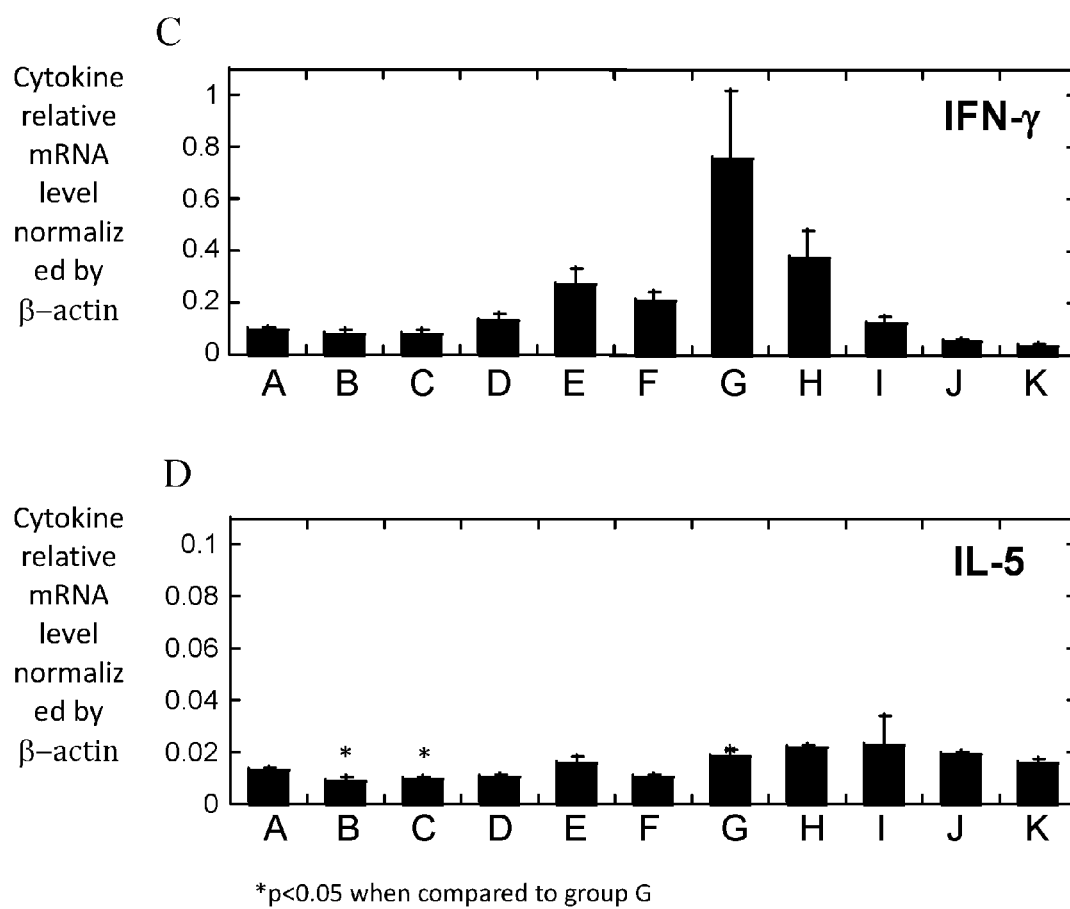 C
Cytokine
relative
mRNA
level
normaliz
ed by
β−actin
1
0.8
0.6
0.4
0.2
0
IFN-γ
A B C D E F G H I J K
D
Cytokine
relative
mRNA
level
normaliz
ed by
β−actin
0.1
0.08
0.06
0.04
0.02
0
IL-5
* * *
A B C D E F G H I J K
*p<0.05 when compared to group G